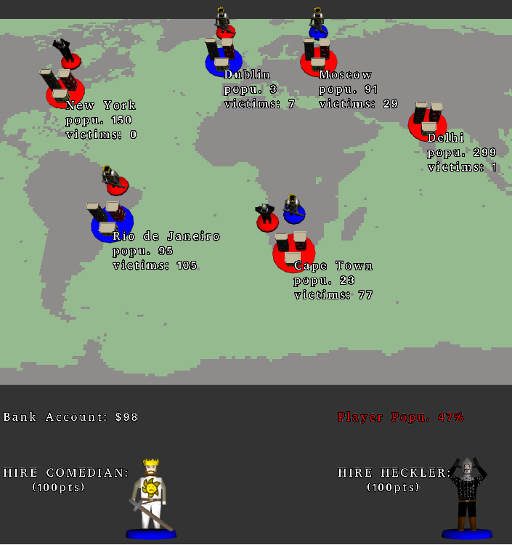 Dublin
popu. 3
victims: 7
Moscow
popu. 91
victims: 29
New York
popu. 150
victims: 0
Delhi
popu. 299
victims: 1
Rio de Janeiro
popu. 95
victims: 105
Cape Town
popu. 23
victims: 77
Bank Account: $98
Player Popu. 47%
HIRE COMEDIAN:
(100pts)
HIRE HECKLER:
(100pts)